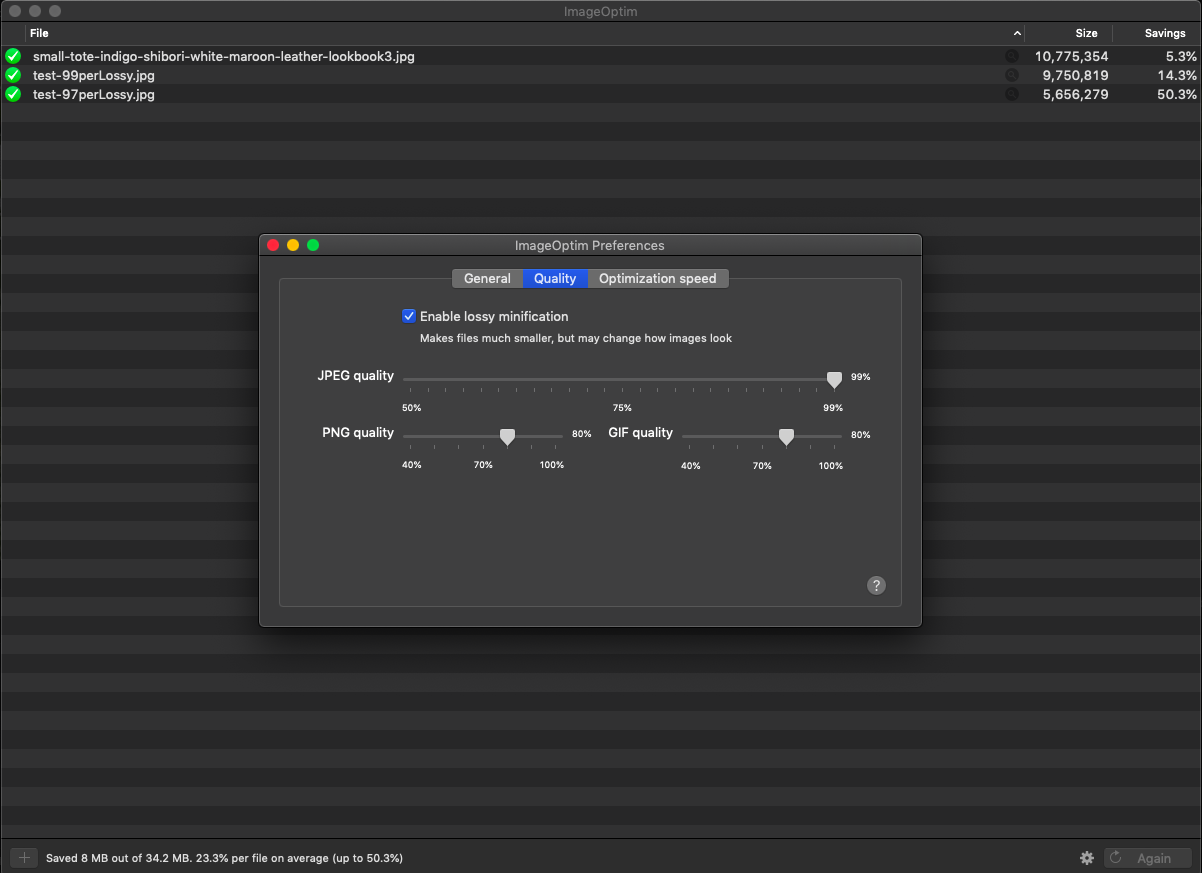 ImageOptim
File Size Savings
small-tote-indigo-shibori-white-maroon-leather-lookbook3.jpg 10,775,354 5.3%
test-99perLossy.jpg 9,750,819 14.3%
test-97perLossy.jpg 5,656,279 50.3%
ImageOptim Preferences
General Quality Optimization speed
Enable lossy minification
Makes files much smaller, but may change how images look
JPEG quality 99%
50% 75% 99%
PNG quality 80% GIF quality 80%
40% 70% 100% 40% 70% 100%
?
Saved 8 MB out of 34.2 MB. 23.3% per file on average (up to 50.3%) Again